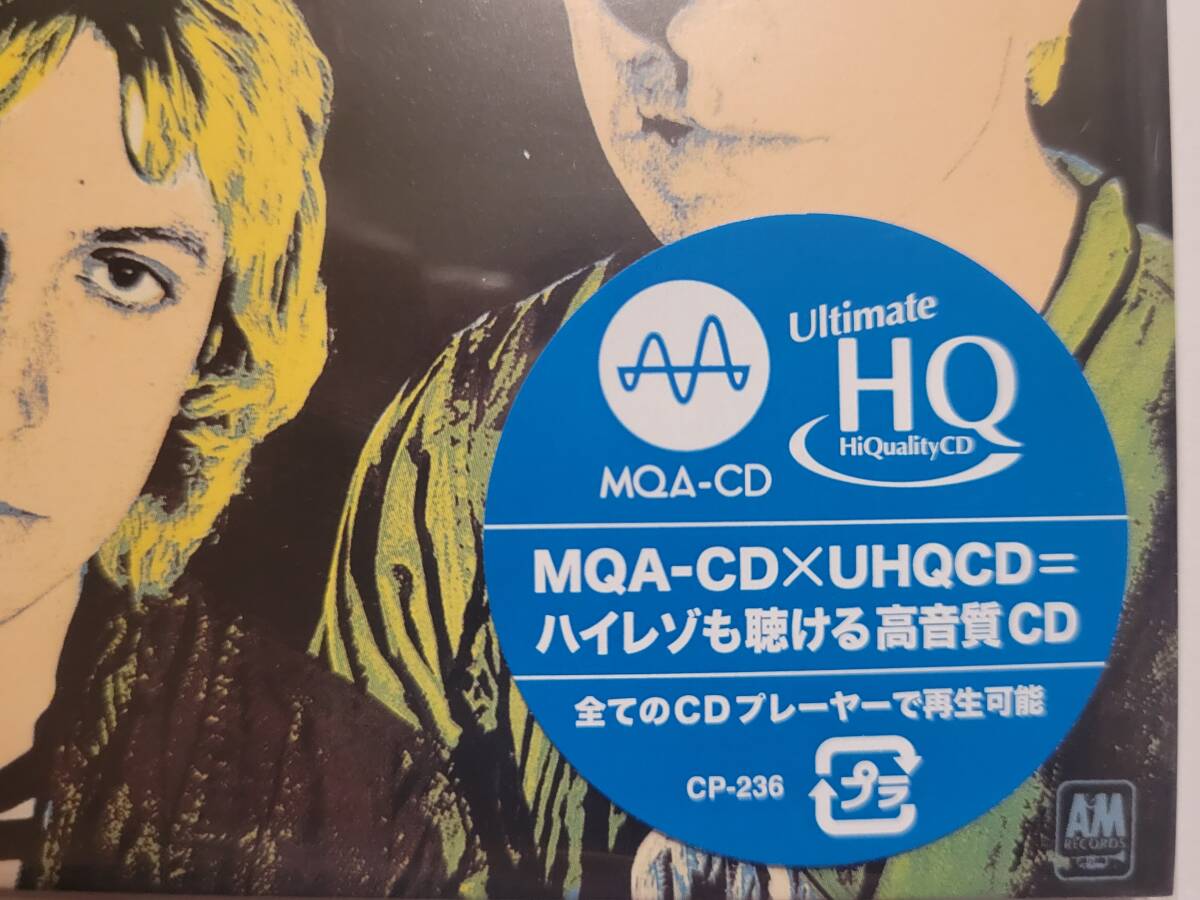 Ultimate
HQ
HiQualityCD
MQA-CD
MQA-CD×UHQCD=
ハイレゾも聴ける高音質CD
全てのCDプレーヤーで再生可能
CP-236
プラ
A&M
RECORDS